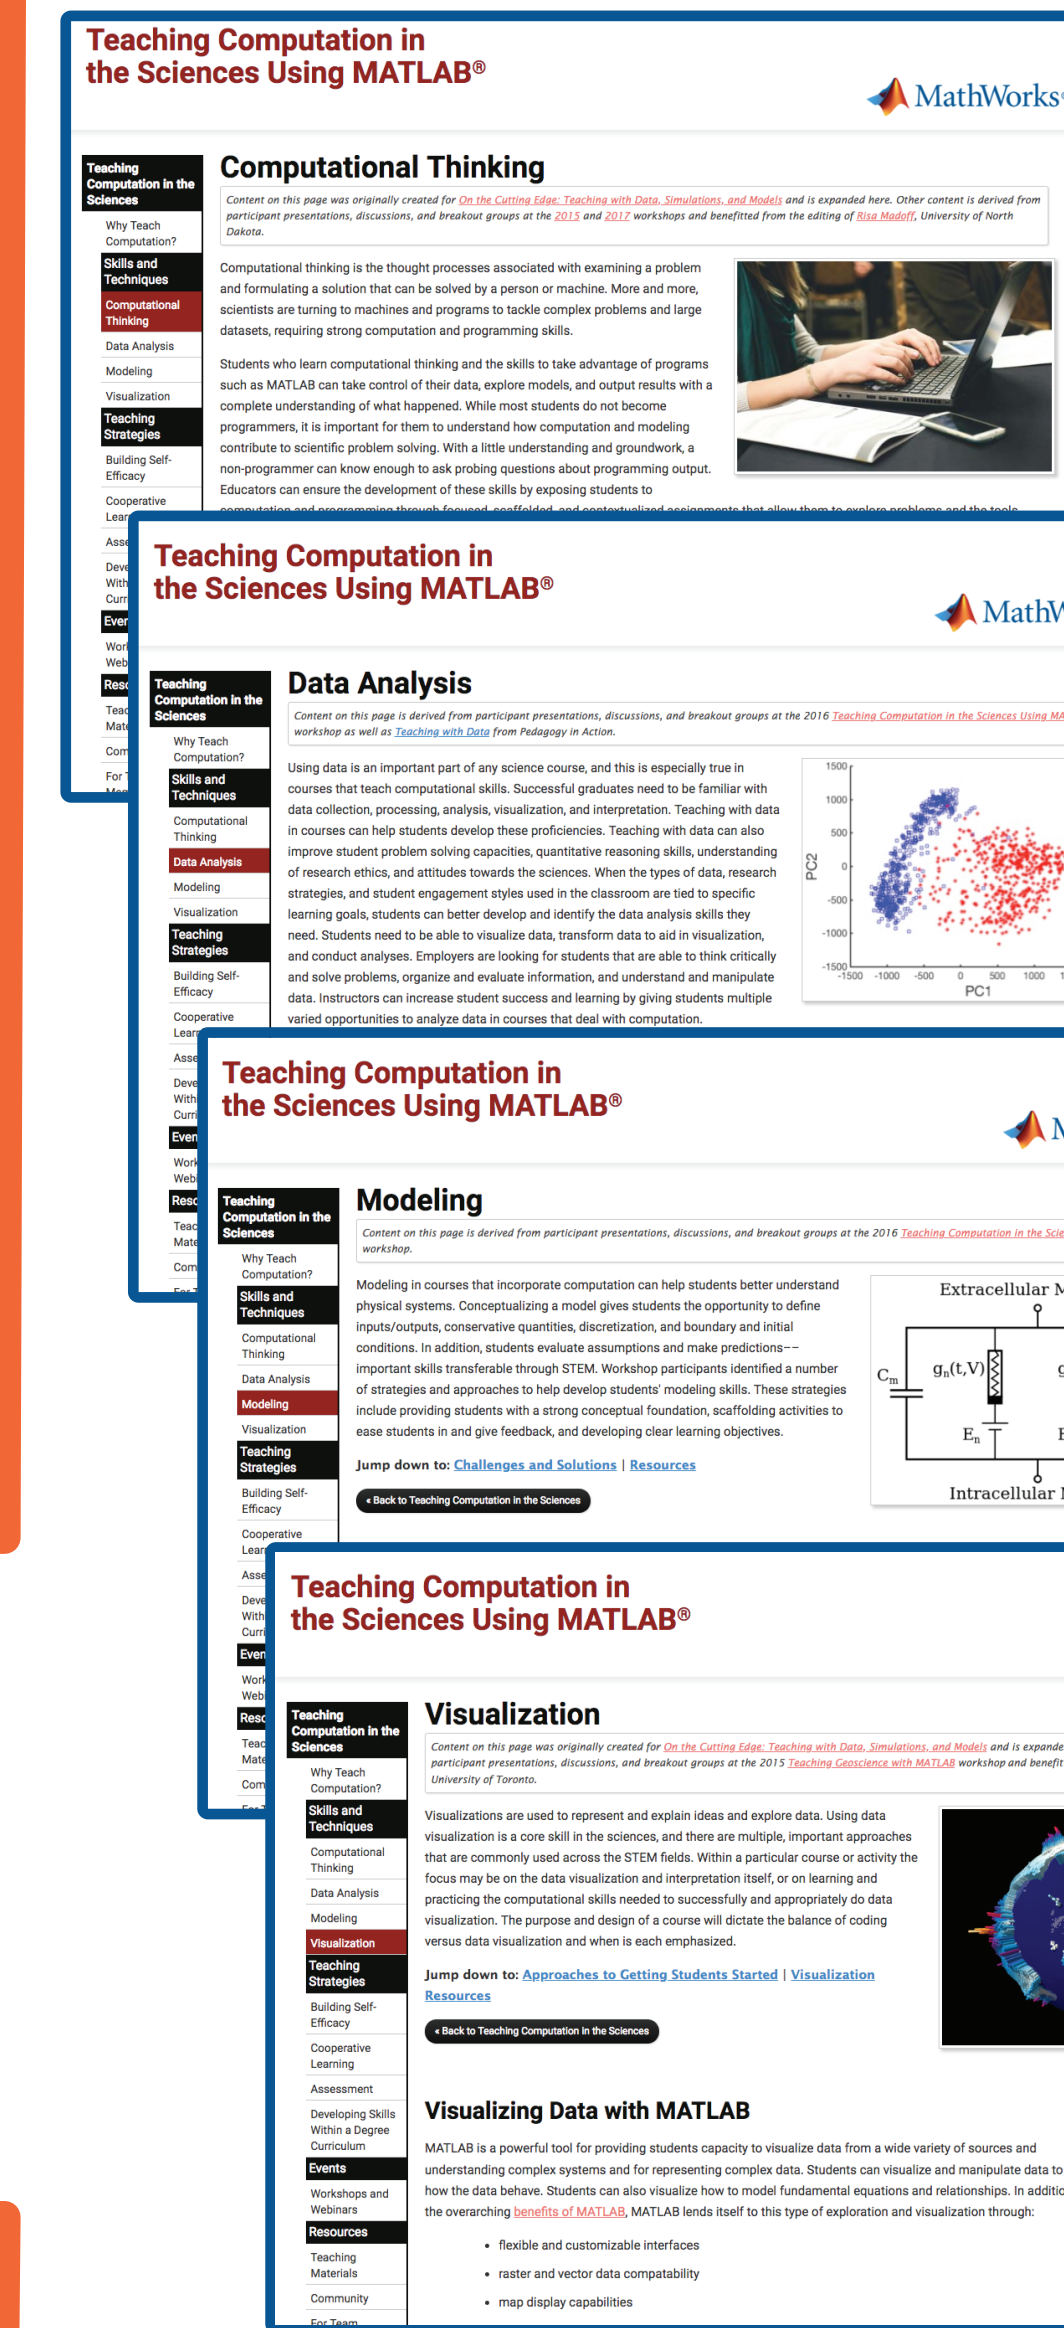 Teaching Computation in
the Sciences Using MATLAB®
MathWorks®
Teaching
Computation in the
Sciences
Why Teach
Computation?
Skills and
Techniques
Computational
Thinking
Data Analysis
Modeling
Visualization
Teaching
Strategies
Building Self-
Efficacy
Cooperative
Computational Thinking
Content on this page was originally created for On the Cutting Edge: Teaching with Data, Simulations, and Models and is expanded here. Other content is derived from
participant presentations, discussions, and breakout groups at the 2015 and 2017 workshops and benefitted from the editing of Risa Madoff, University of North
Dakota.
Computational thinking is the thought processes associated with examining a problem
and formulating a solution that can be solved by a person or machine. More and more,
scientists are turning to machines and programs to tackle complex problems and large
datasets, requiring strong computation and programming skills.
Students who learn computational thinking and the skills to take advantage of programs
such as MATLAB can take control of their data, explore models, and output results with a
complete understanding of what happened. While most students do not become
programmers, it is important for them to understand how computation and modeling
contribute to scientific problem solving. With a little understanding and groundwork, a
non-programmer can know enough to ask probing questions about programming output.
Educators can ensure the development of these skills by exposing students to
computation and programming through focused, scaffolded, and contextualized assignments that allow them to explore problems and the tools
Teaching Computation in
the Sciences Using MATLAB®
Teaching
Computation in the
Sciences
Why Teach
Computation?
Skills and
Techniques
Computational
Thinking
Data Analysis
Modeling
Visualization
Teaching
Strategies
Building Self-
Efficacy
Cooperative
Data Analysis
Content on this page is derived from participant presentations, discussions, and breakout groups at the 2016 Teaching Computation in the Sciences Using
workshop as well as Teaching with Data from Pedagogy in Action.
Using data is an important part of any science course, and this is especially true in
courses that teach computational skills. Successful graduates need to be familiar with
data collection, processing, analysis, visualization, and interpretation. Teaching with data
in courses can help students develop these proficiencies. Teaching with data can also
improve student problem solving capacities, quantitative reasoning skills, understanding
of research ethics, and attitudes towards the sciences. When the types of data, research
strategies, and student engagement styles used in the classroom are tied to specific
learning goals, students can better develop and identify the data analysis skills they
need. Students need to be able to visualize data, transform data to aid in visualization,
and conduct analyses. Employers are looking for students that are able to think critically
and solve problems, organize and evaluate information, and understand and manipulate
data. Instructors can increase student success and learning by giving students multiple
varied opportunities to analyze data in courses that deal with computation.
1500
1000
500
0
-500
-1000
-1500
PC2
-1500 -1000 -500 0 500 1000
PC1
Teaching Computation in
the Sciences Using MATLAB®
Teaching
Computation in the
Sciences
Why Teach
Computation?
Skills and
Techniques
Computational
Thinking
Data Analysis
Modeling
Visualization
Teaching
Strategies
Building Self-
Efficacy
Cooperative
Modeling
Content on this page is derived from participant presentations, discussions, and breakout groups at the 2016 Teaching Computation in the
workshop.
Modeling in courses that incorporate computation can help students better understand
physical systems. Conceptualizing a model gives students the opportunity to define
inputs/outputs, conservative quantities, discretization, and boundary and initial
conditions. In addition, students evaluate assumptions and make predictions--
important skills transferable through STEM. Workshop participants identified a number
of strategies and approaches to help develop students' modeling skills. These strategies
include providing students with a strong conceptual foundation, scaffolding activities to
ease students in and give feedback, and developing clear learning objectives.
Jump down to: Challenges and Solutions | Resources
« Back to Teaching Computation in the Sciences
Extracellular M
Cm
gn(t,V)
En
Intracellular
Teaching Computation in
the Sciences Using MATLAB®
Teaching
Computation in the
Sciences
Why Teach
Computation?
Skills and
Techniques
Computational
Thinking
Data Analysis
Modeling
Visualization
Teaching
Strategies
Building Self-
Efficacy
Cooperative
Learning
Assessment
Developing Skills
Within a Degree
Curriculum
Events
Workshops and
Webinars
Resources
Teaching
Materials
Community
For Team
Visualization
Content on this page was originally created for On the Cutting Edge: Teaching with Data, Simulations, and Models and is
participant presentations, discussions, and breakout groups at the 2015 Teaching Geoscience with MATLAB workshop and
University of Toronto.
Visualizations are used to represent and explain ideas and explore data. Using data
visualization is a core skill in the sciences, and there are multiple, important approaches
that are commonly used across the STEM fields. Within a particular course or activity the
focus may be on the data visualization and interpretation itself, or on learning and
practicing the computational skills needed to successfully and appropriately do data
visualization. The purpose and design of a course will dictate the balance of coding
versus data visualization and when is each emphasized.
Jump down to: Approaches to Getting Students Started | Visualization
Resources
« Back to Teaching Computation in the Sciences
Visualizing Data with MATLAB
MATLAB is a powerful tool for providing students capacity to visualize data from a wide variety of sources and
understanding complex systems and for representing complex data. Students can visualize and manipulate data to
how the data behave. Students can also visualize how to model fundamental equations and relationships. In
the overarching benefits of MATLAB, MATLAB lends itself to this type of exploration and visualization through:
• flexible and customizable interfaces
• raster and vector data compatability
• map display capabilities